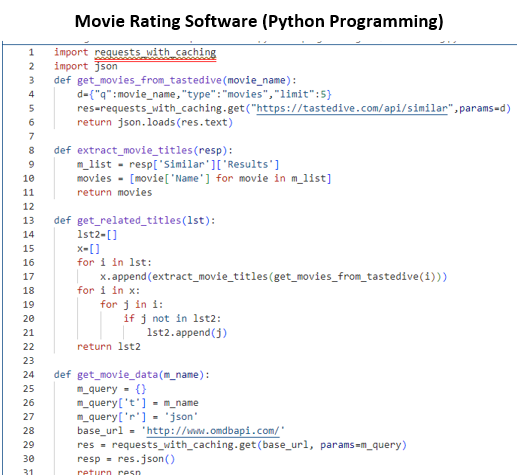 Movie Rating Software (Python Programming)
1 import requests_with_caching
2 import json
3 def get_movies_from_tastedive(movie_name):
4 d={"q":movie_name,"type":"movies","limit":5}
5 res=requests_with_caching.get("https://tastedive.com/api/similar",params=d)
6 return json.loads(res.text)
7
8 def extract_movie_titles(resp):
9 m_list = resp['Similar']['Results']
10 movies = [movie['Name'] for movie in m_list]
11 return movies
12
13 def get_related_titles(lst):
14 lst2=[]
15 x=[]
16 for i in lst:
17 x.append(extract_movie_titles(get_movies_from_tastedive(i)))
18 for i in x:
19 for j in i:
20 if j not in lst2:
21 lst2.append(j)
22 return lst2
23
24 def get_movie_data(m_name):
25 m_query = {}
26 m_query['t'] = m_name
27 m_query['r'] = 'json'
28 base_url = 'http://www.omdbapi.com/'
29 res = requests_with_caching.get(base_url, params=m_query)
30 resp = res.json()
31 return resp